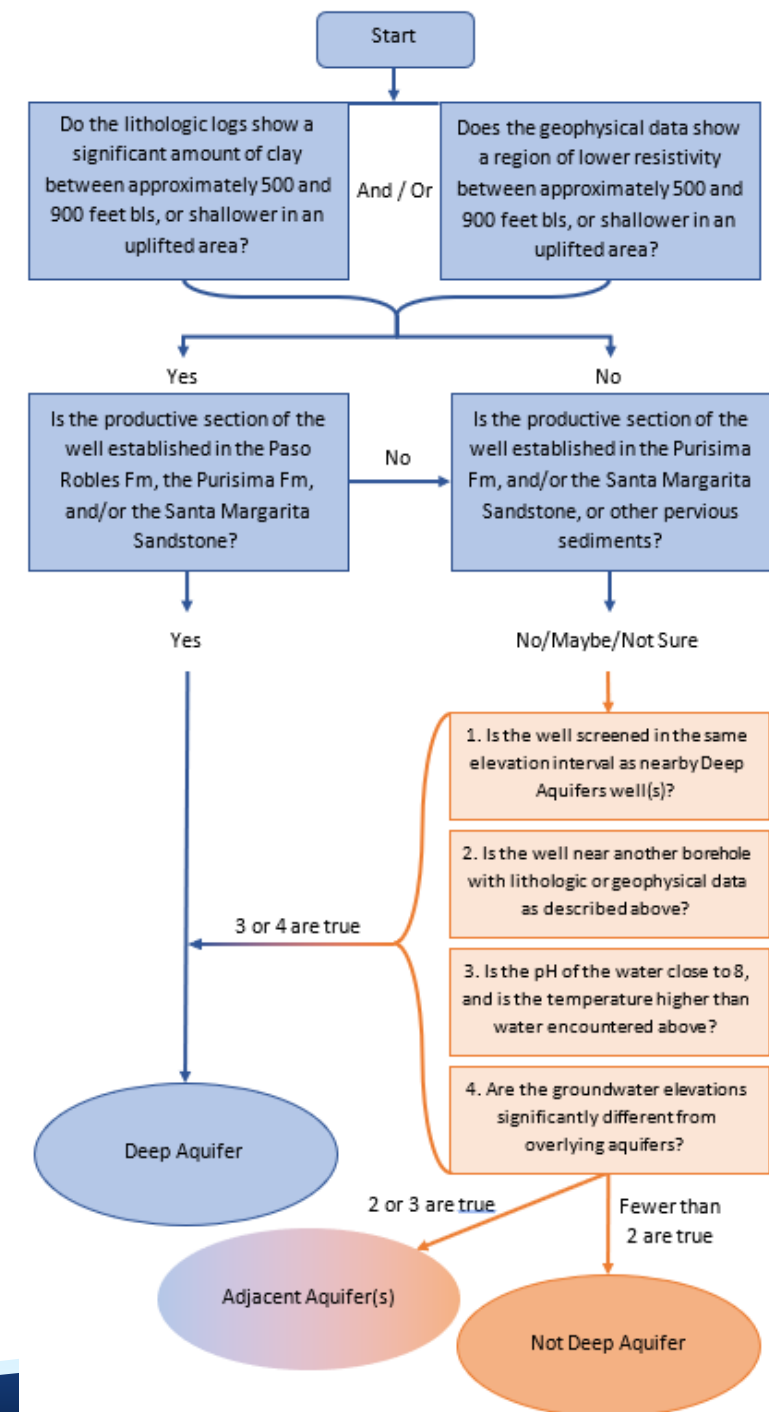 Start
Do the lithologic logs show a
significant amount of clay
between approximately 500 and
900 feet bls, or shallower in an
uplifted area?
And / Or
Does the geophysical data show
a region of lower resistivity
between approximately 500 and
900 feet bls, or shallower in an
uplifted area?
Yes
No
Is the productive section of the
well established in the Paso
Robles Fm, the Purisima Fm,
and/or the Santa Margarita
Sandstone?
No
Is the productive section of the
well established in the Purisima
Fm, and/or the Santa Margarita
Sandstone, or other pervious
sediments?
Yes
No/Maybe/Not Sure
1. Is the well screened in the same
elevation interval as nearby Deep
Aquifers well(s)?
2. Is the well near another borehole
with lithologic or geophysical data
as described above?
3 or 4 are true
3. Is the pH of the water close to 8,
and is the temperature higher than
water encountered above?
4. Are the groundwater elevations
significantly different from
overlying aquifers?
Deep Aquifer
2 or 3 are true
Fewer than
2 are true
Adjacent Aquifer(s)
Not Deep Aquifer